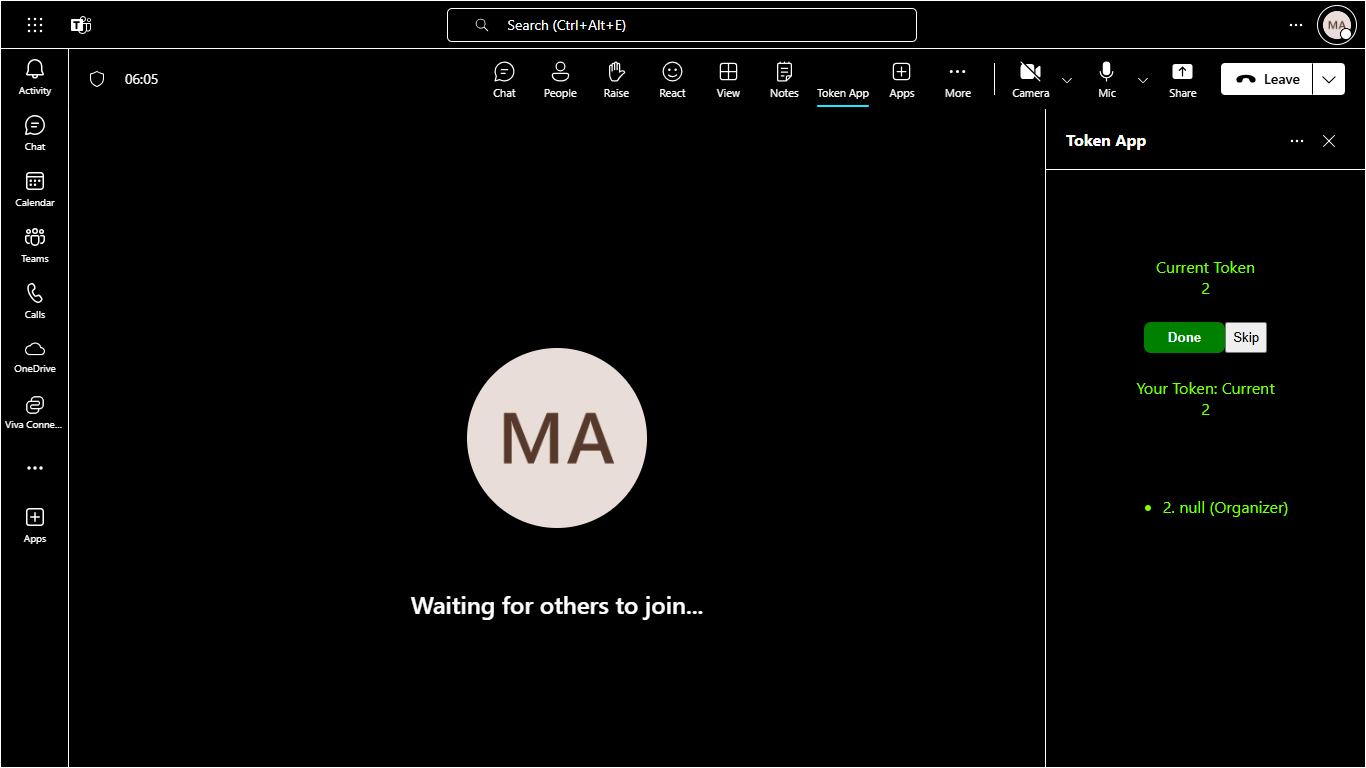 Search (Ctrl+Alt+E)
MA
Activity
Chat
Calendar
Teams
Calls
OneDrive
Viva Conne...
Apps
06:05
Chat
People
Raise
React
View
Notes
Token App
Apps
More
Camera
Mic
Share
Leave
MA
Waiting for others to join...
Token App
Current Token
2
Done
Skip
Your Token: Current
2
2. null (Organizer)